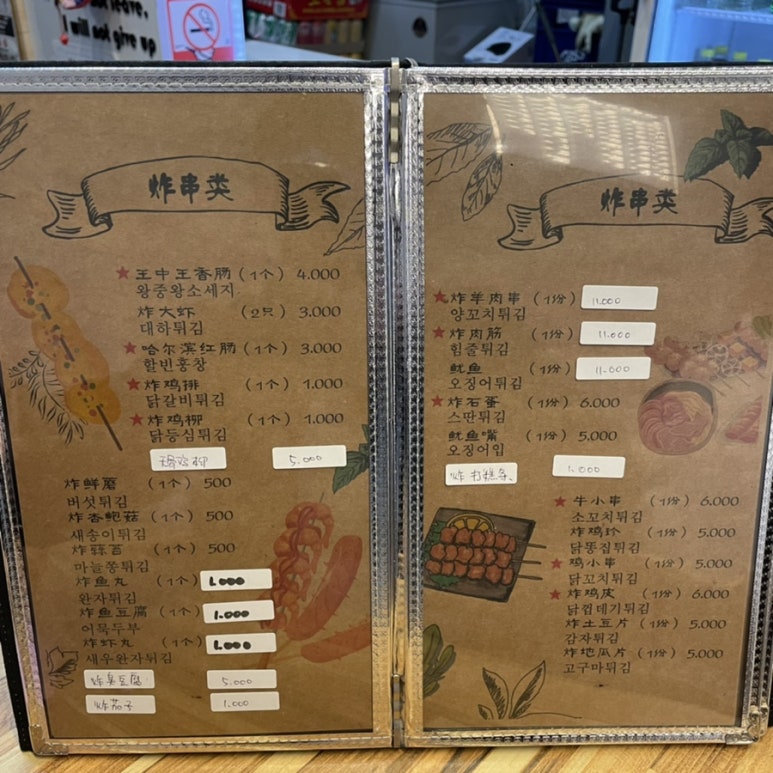 not leave,
I will not give up
炸串类
★ 王中王香肠 (1个) 4.000
왕중왕소세지
炸大虾 (2只) 3.000
대하튀김
★ 哈尔滨红肠 (1个) 3.000
할빈홍창
★ 炸鸡排 (1个) 1.000
닭갈비튀김
★ 炸鸡柳 (1个) 1.000
닭등심튀김
5.000
炸鲜蘑 (1个) 500
버섯튀김
炸杏鲍菇 (1个) 500
새송이튀김
炸蒜苔 (1个) 500
마늘쫑튀김
炸鱼丸 (1个) 1.000
완자튀김
炸鱼豆腐 (1个) 1.000
어묵두부
炸虾丸 (1个) 1.000
새우완자튀김
炸臭豆腐 5.000
炸茄子 1.000
炸串类
★ 炸羊肉串 (1份) 11.000
양꼬치튀김
★ 炸肉筋 (1份) 11.000
힘줄튀김
鱿鱼 (1份) 11.000
오징어튀김
★ 炸石蛋 (1份) 6.000
스딴튀김
鱿鱼嘴 (1份) 5.000
오징어입
炸打糕条 1.000
★ 牛小串 (1份) 6.000
소꼬치튀김
炸鸡珍 (1份) 5.000
닭똥집튀김
★ 鸡小串 (1份) 5.000
닭꼬치튀김
★ 炸鸡皮 (1份) 6.000
닭껍데기튀김
炸土豆片 (1份) 5.000
감자튀김
炸地瓜片 (1份) 5.000
고구마튀김